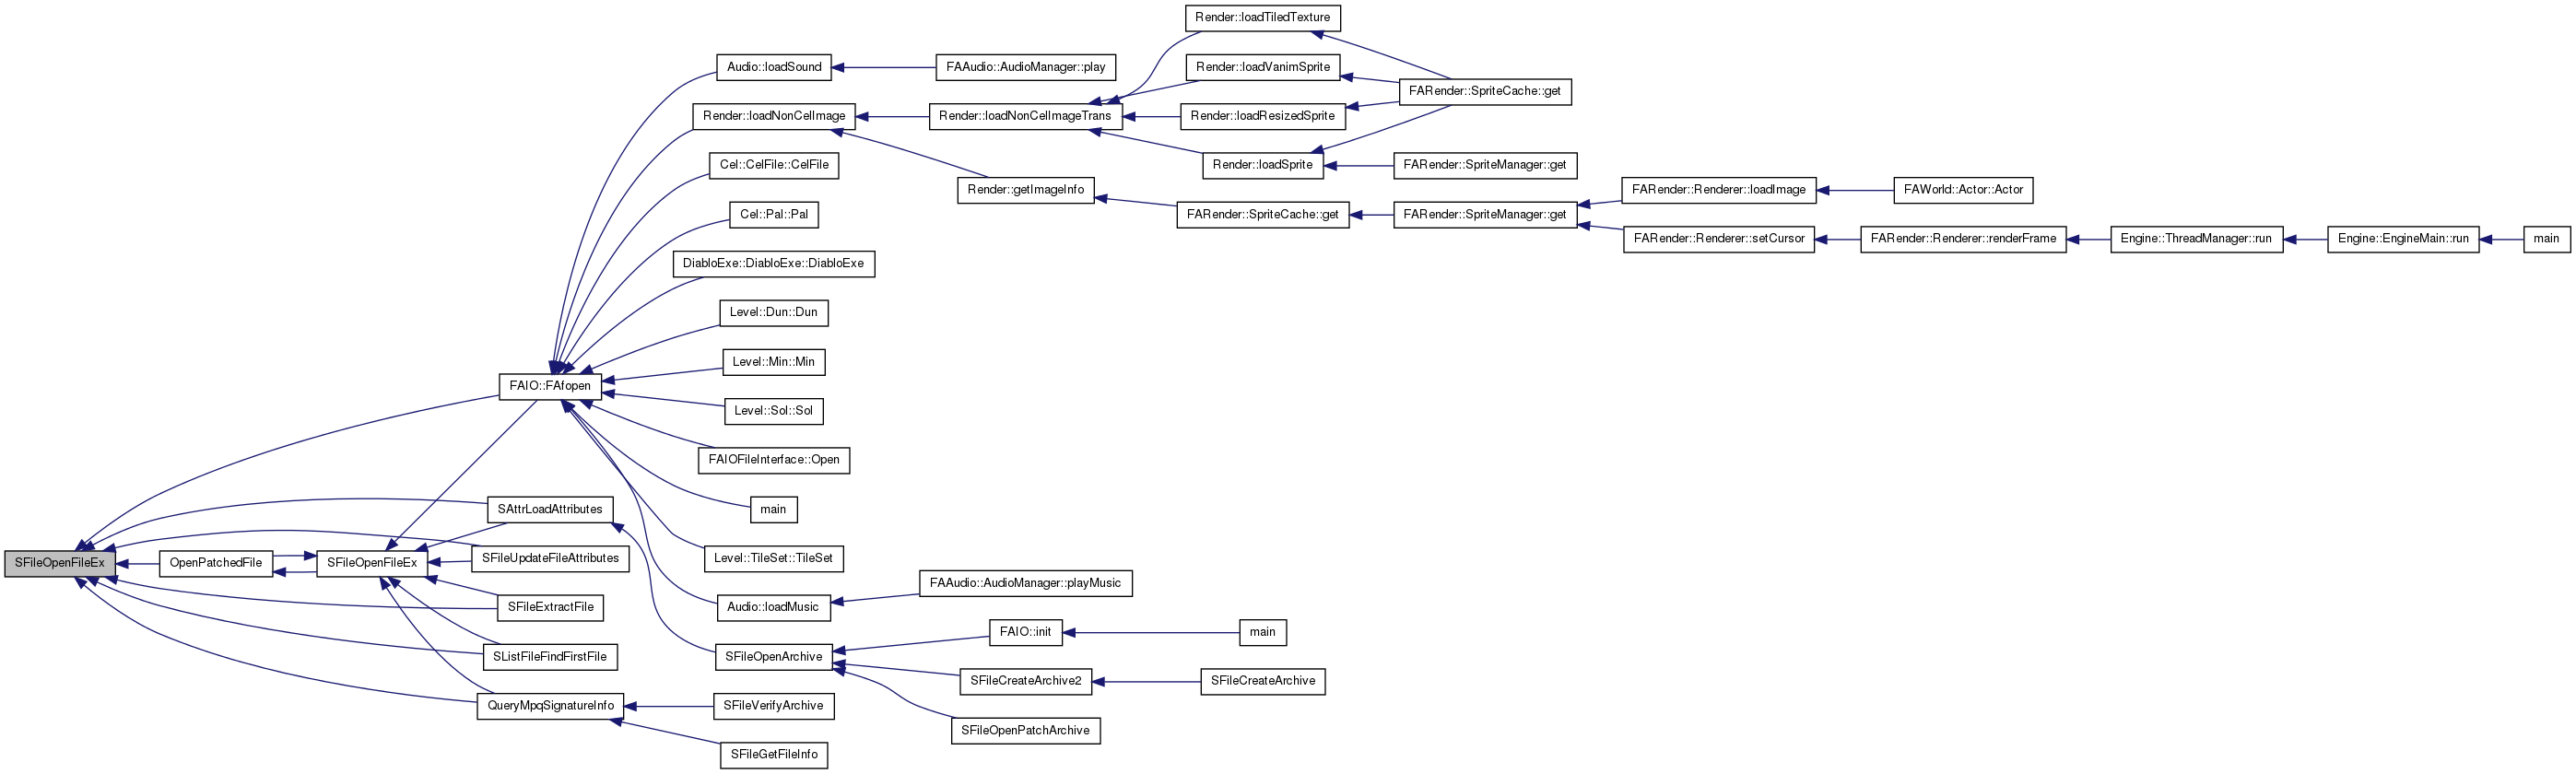 Render::loadTiledTexture
Audio::loadSound
FAAudio::AudioManager::play
Render::loadVanimSprite
FARender::SpriteCache::get
Render::loadNonCelImage
Render::loadNonCelImageTrans
Render::loadResizedSprite
Cel::CelFile::CelFile
Render::loadSprite
FARender::SpriteManager::get
Render::getImageInfo
FARender::Renderer::loadImage
FAWorld::Actor::Actor
Cel::Pal::Pal
FARender::SpriteCache::get
FARender::SpriteManager::get
FARender::Renderer::setCursor
FARender::Renderer::renderFrame
Engine::ThreadManager::run
Engine::EngineMain::run
main
DiabloExe::DiabloExe::DiabloExe
Level::Dun::Dun
Level::Min::Min
FAIO::FAfopen
Level::Sol::Sol
FAIOFileInterface::Open
SAttrLoadAttributes
main
SFileOpenFileEx
OpenPatchedFile
SFileOpenFileEx
SFileUpdateFileAttributes
Level::TileSet::TileSet
FAAudio::AudioManager::playMusic
SFileExtractFile
Audio::loadMusic
FAIO::init
main
SListFileFindFirstFile
SFileOpenArchive
SFileCreateArchive2
SFileCreateArchive
QueryMpqSignatureInfo
SFileVerifyArchive
SFileOpenPatchArchive
SFileGetFileInfo